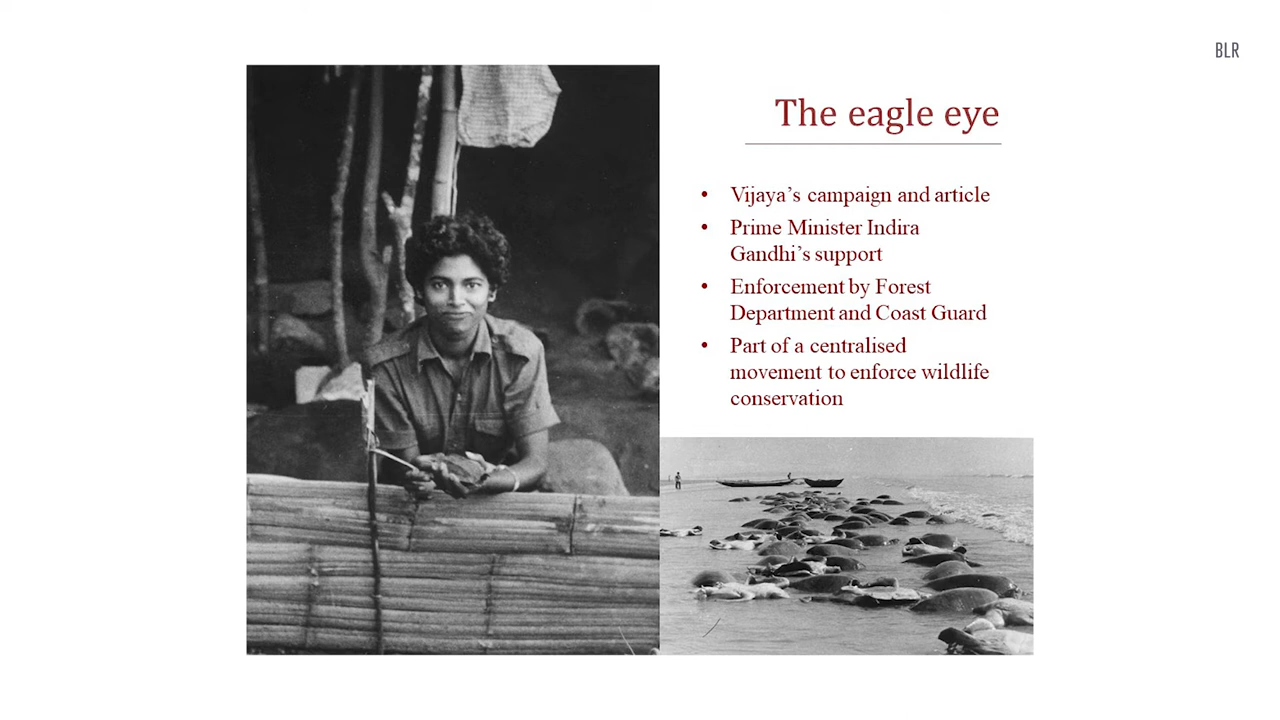 BLR
The eagle eye
• Vijaya’s campaign and article
• Prime Minister Indira
Gandhi’s support
• Enforcement by Forest
Department and Coast Guard
• Part of a centralised
movement to enforce wildlife
conservation